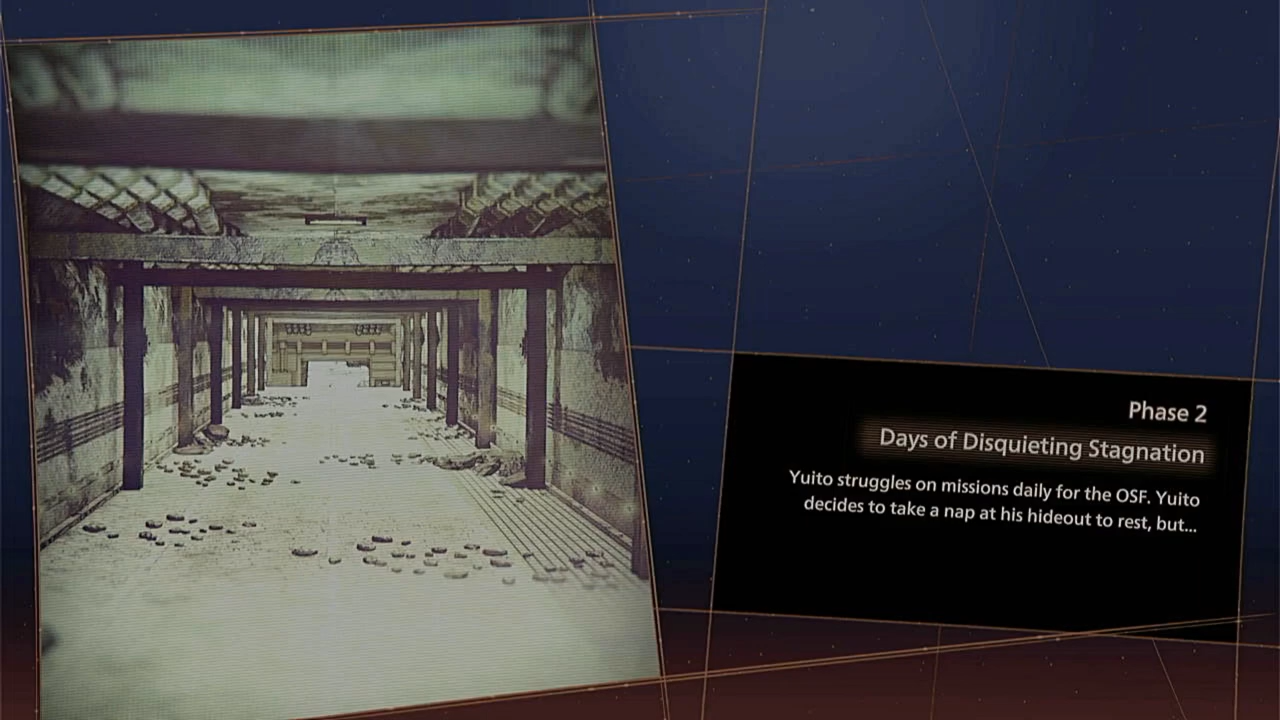 Phase 2
Days of Disquieting Stagnation
Yuito struggles on missions daily for the OSF. Yuito
decides to take a nap at his hideout to rest, but...